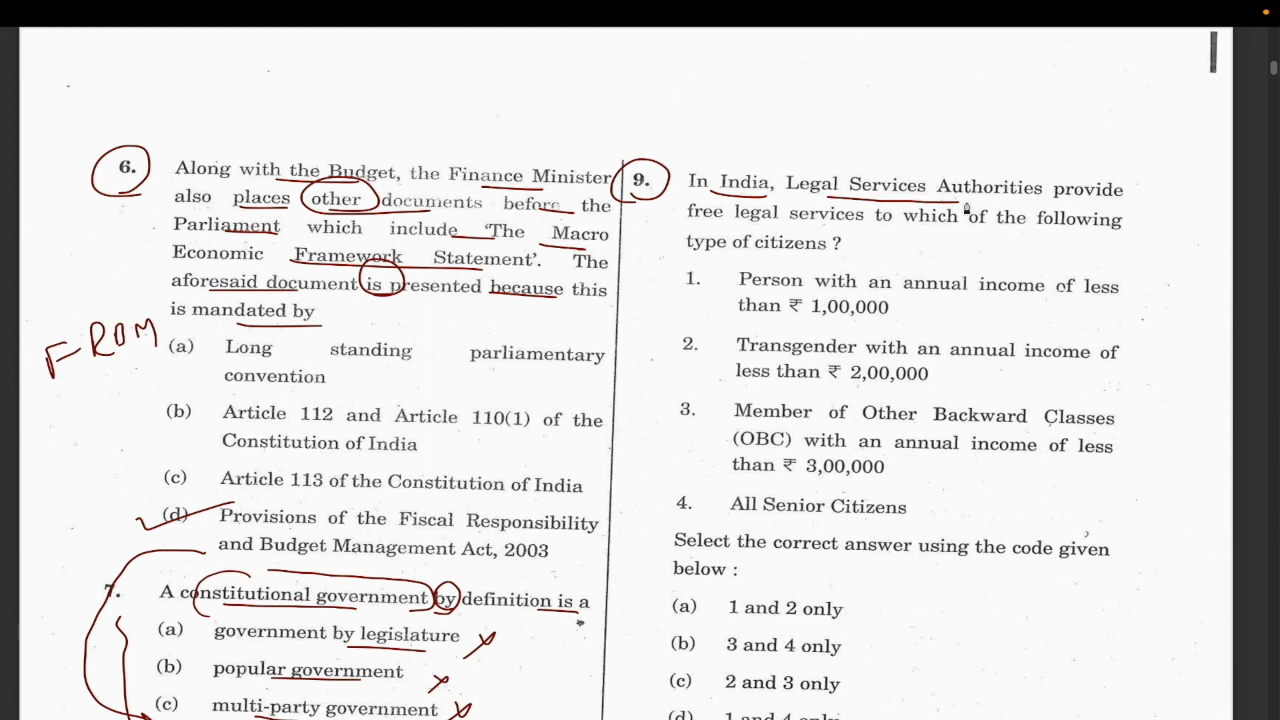 6.
Along with the Budget, the Finance Minister
also places other documents before the
Parliament which include 'The Macro
Economic Framework Statement'. The
aforesaid document is presented because this
is mandated by
FROM
(a) Long standing parliamentary
convention
(b) Article 112 and Article 110(1) of the
Constitution of India
(c) Article 113 of the Constitution of India
(d) Provisions of the Fiscal Responsibility
and Budget Management Act, 2003
7. A constitutional government by definition is a
(a) government by legislature
(b) popular government
(c) multi-party government
9.
In India, Legal Services Authorities provide
free legal services to which of the following
type of citizens ?
1. Person with an annual income of less
than ₹ 1,00,000
2. Transgender with an annual income of
less than ₹ 2,00,000
3. Member of Other Backward Classes
(OBC) with an annual income of less
than ₹ 3,00,000
4. All Senior Citizens
Select the correct answer using the code given
below :
(a) 1 and 2 only
(b) 3 and 4 only
(c) 2 and 3 only
(d) 1 and 4 only